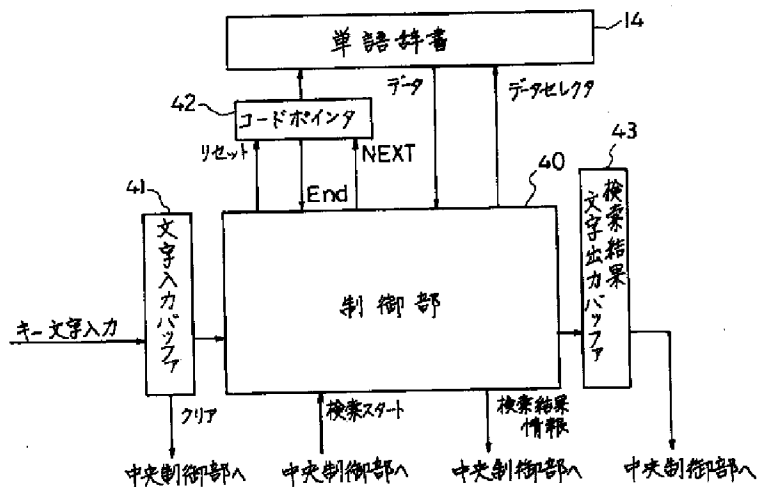 14
単語辞書
42
コードポインタ
データ
データセレクタ
リセット
NEXT
End
40
43
41
文字入力バッファ
検索結果
文字出力バッファ
キー文字入力
制御部
クリア
検索スタート
検索結果
情報
中央制御部へ
中央制御部へ
中央制御部へ
中央制御部へ